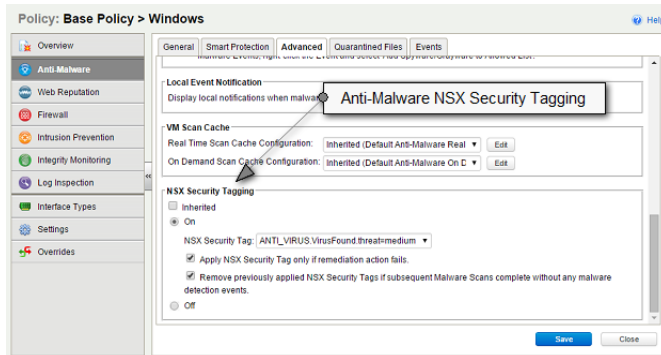 Policy: Base Policy > Windows
Help
Overview
Anti-Malware
Web Reputation
Firewall
Intrusion Prevention
Integrity Monitoring
Log Inspection
Interface Types
Settings
Overrides
General Smart Protection Advanced Quarantined Files Events
Local Event Notification
Display local notifications when malwar
Anti-Malware NSX Security Tagging
VM Scan Cache
Real Time Scan Cache Configuration: Inherited (Default Anti-Malware Real Edit
On Demand Scan Cache Configuration: Inherited (Default Anti-Malware On D Edit
NSX Security Tagging
Inherited
On
NSX Security Tag: ANTI_VIRUS.VirusFound.threat=medium
Apply NSX Security Tag only if remediation action fails.
Remove previously applied NSX Security Tags if subsequent Malware Scans complete without any malware
detection events.
Off
Save Close